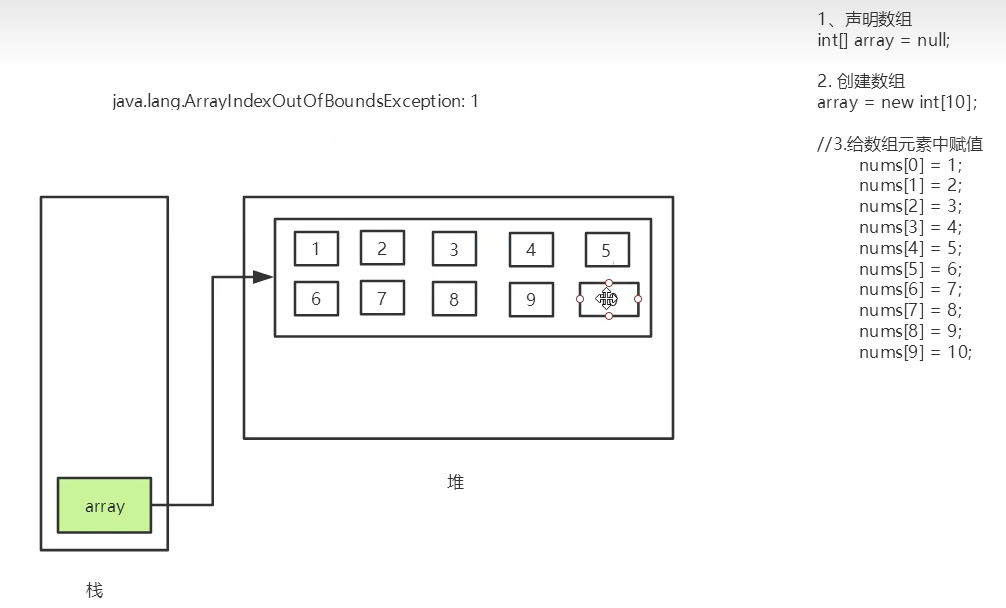 1、声明数组
int[] array = null;
2. 创建数组
array = new int[10];
//3.给数组元素中赋值
nums[0] = 1;
nums[1] = 2;
nums[2] = 3;
nums[3] = 4;
nums[4] = 5;
nums[5] = 6;
nums[6] = 7;
nums[7] = 8;
nums[8] = 9;
nums[9] = 10;
java.lang.ArrayIndexOutOfBoundsException: 1
1 2 3 4 5
6 7 8 9
堆
array
栈